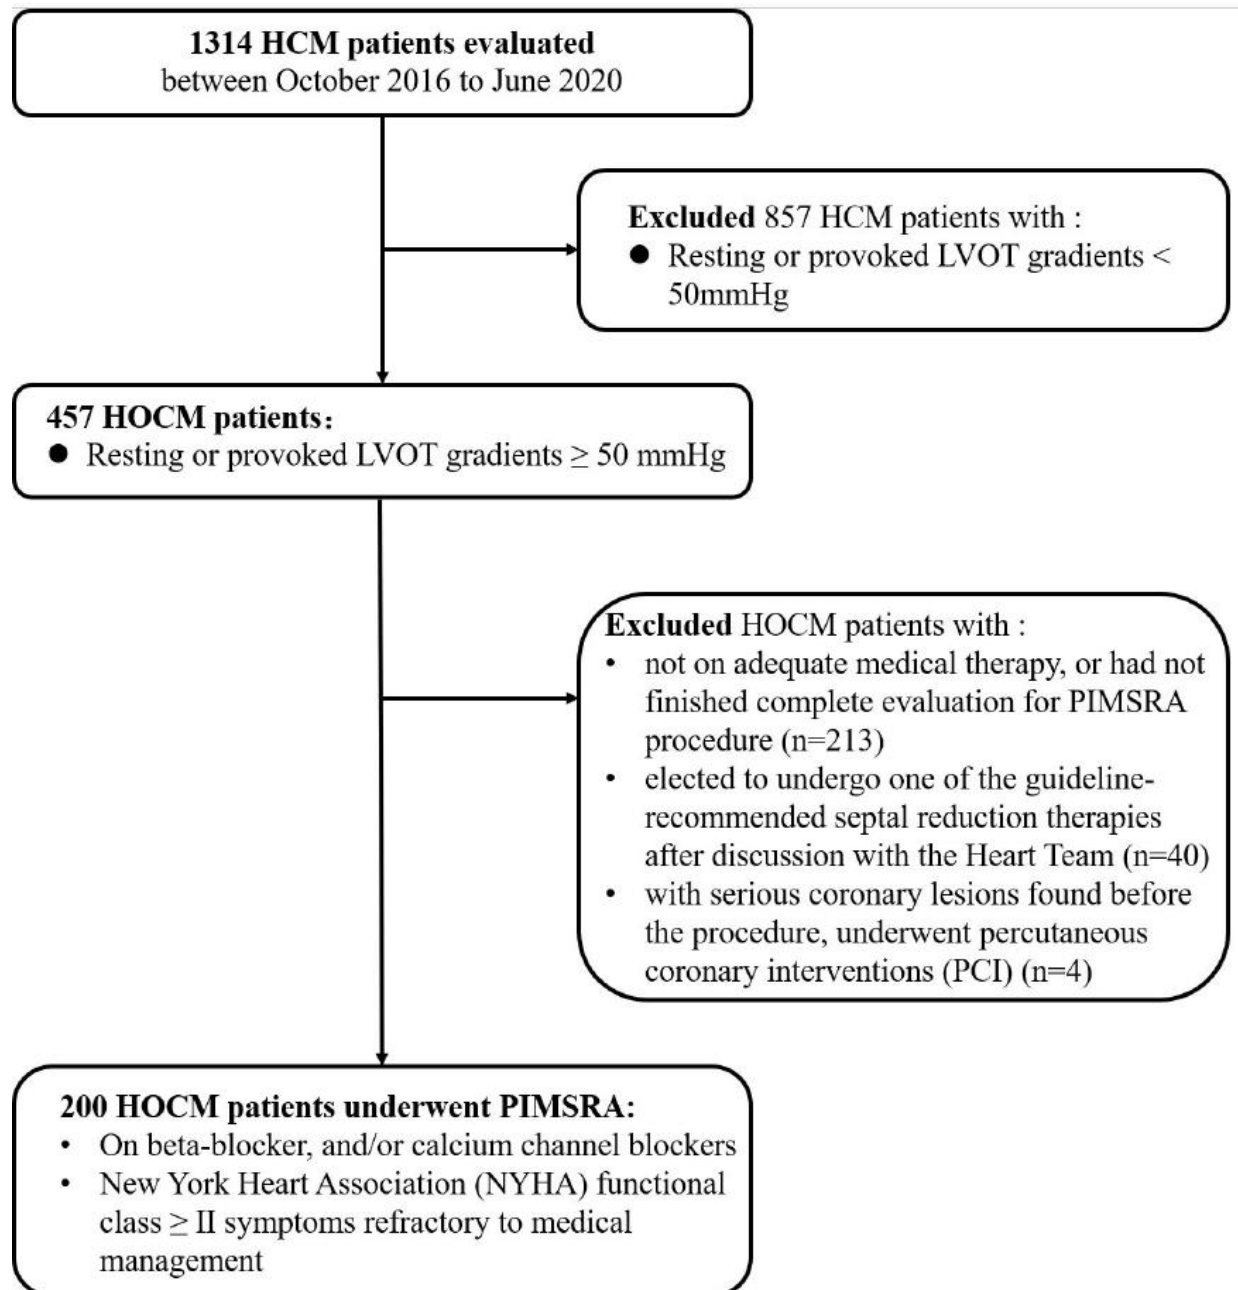 1314 HCM patients evaluated
between October 2016 to June 2020
Excluded 857 HCM patients with :
● Resting or provoked LVOT gradients <
50mmHg
457 HOCM patients:
● Resting or provoked LVOT gradients ≥ 50 mmHg
Excluded HOCM patients with :
• not on adequate medical therapy, or had not
finished complete evaluation for PIMSRA
procedure (n=213)
• elected to undergo one of the guideline-
recommended septal reduction therapies
after discussion with the Heart Team (n=40)
• with serious coronary lesions found before
the procedure, underwent percutaneous
coronary interventions (PCI) (n=4)
200 HOCM patients underwent PIMSRA:
• On beta-blocker, and/or calcium channel blockers
• New York Heart Association (NYHA) functional
class ≥ II symptoms refractory to medical
management